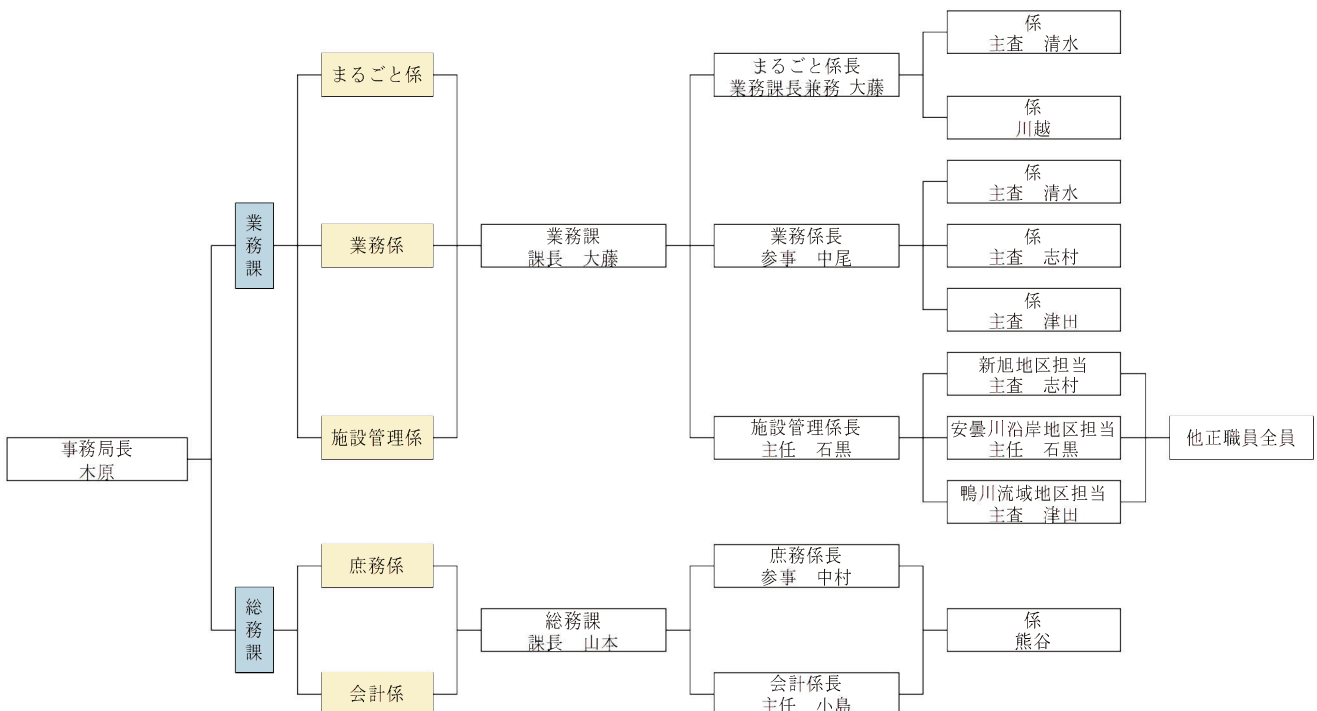 事務局長
木原
業務課
総務課
まるごと係
業務係
施設管理係
庶務係
会計係
業務課
課長　大藤
総務課
課長　山本
まるごと係長
業務課長兼務 大藤
業務係長
参事　中尾
施設管理係長
主任　石黒
庶務係長
参事　中村
会計係長
主任　小島
係
主査　清水
係
川越
係
主査　清水
係
主査　志村
係
主査　津田
新旭地区担当
主査　志村
安曇川沿岸地区担当
主任　石黒
鴨川流域地区担当
主査　津田
係
熊谷
他正職員全員